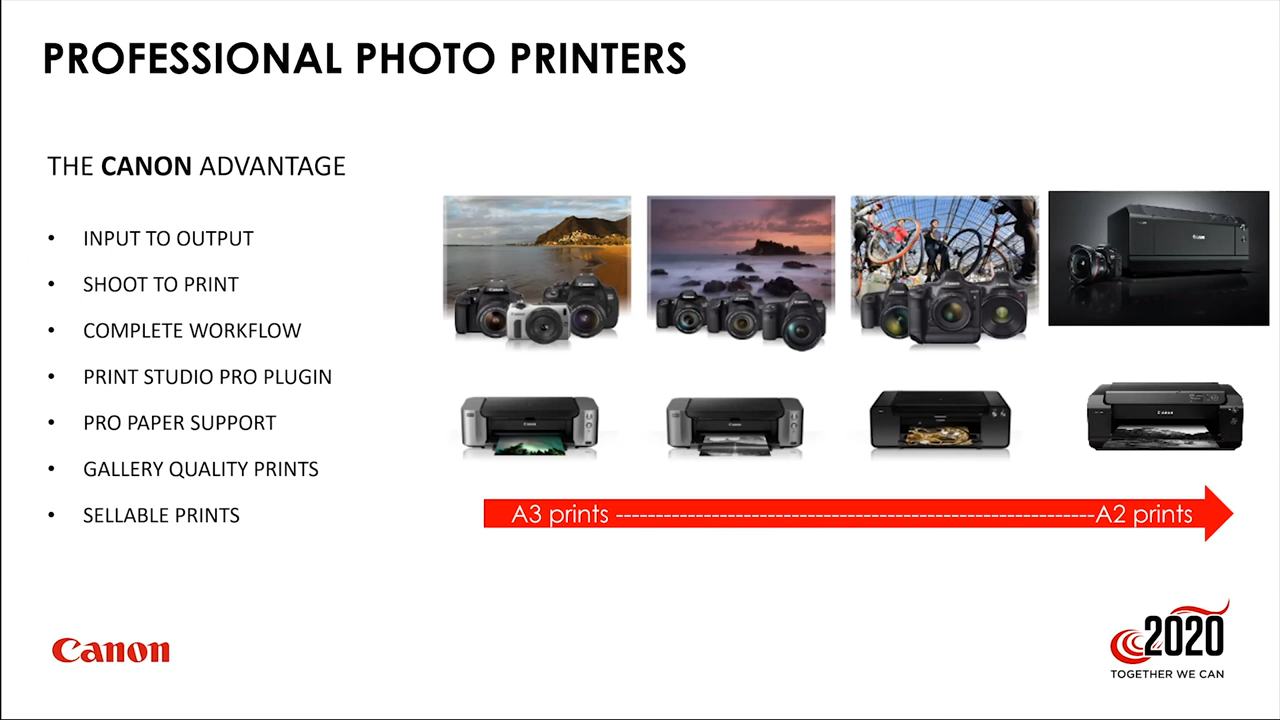 PROFESSIONAL PHOTO PRINTERS
THE CANON ADVANTAGE
• INPUT TO OUTPUT
• SHOOT TO PRINT
• COMPLETE WORKFLOW
• PRINT STUDIO PRO PLUGIN
• PRO PAPER SUPPORT
• GALLERY QUALITY PRINTS
• SELLABLE PRINTS
A3 prints ------------------------------------------------------------A2 prints
Canon
2020
TOGETHER WE CAN